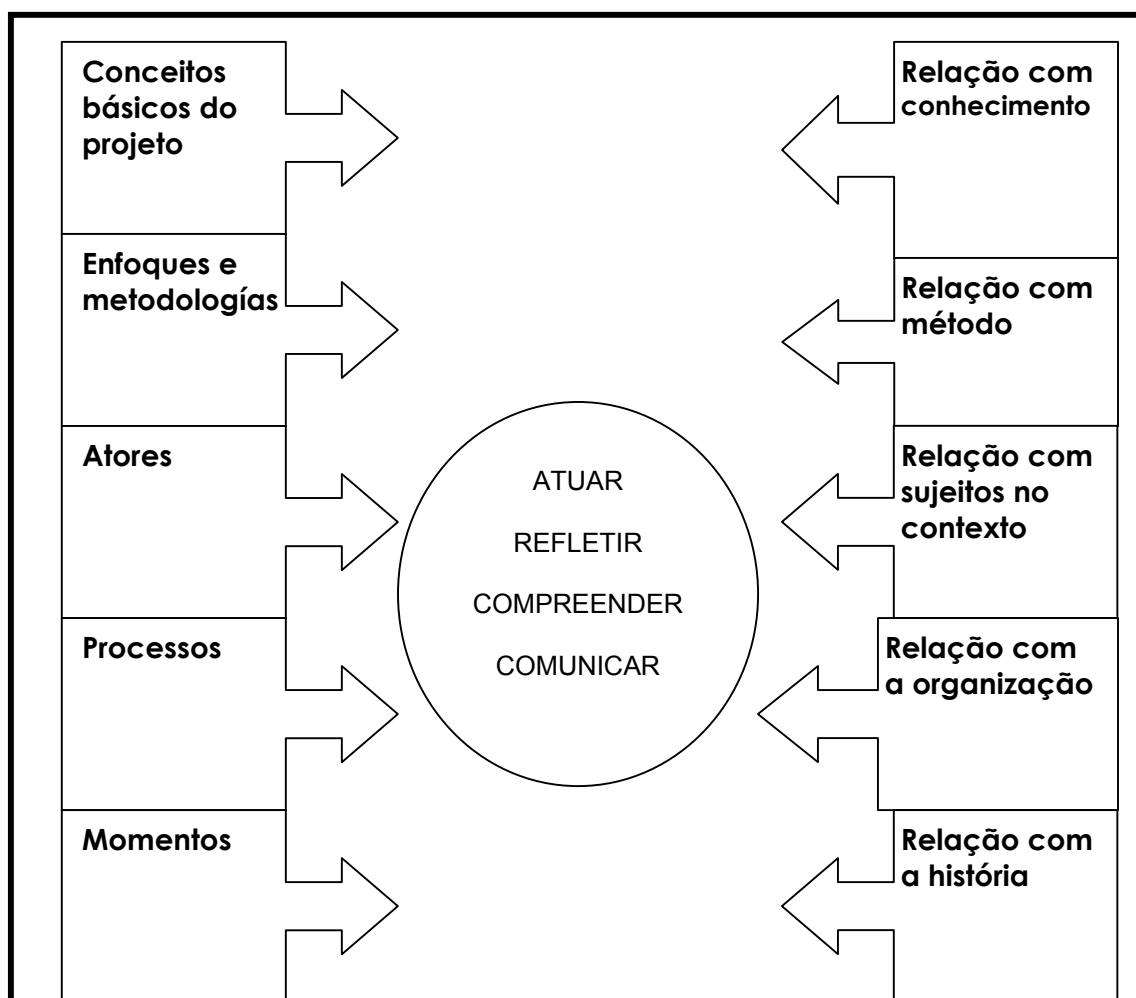 Conceitos
básicos do
projeto
Enfoques e
metodologías
Atores
Processos
Momentos
ATUAR
REFLETIR
COMPREENDER
COMUNICAR
Relação com
conhecimento
Relação com
método
Relação com
sujeitos no
contexto
Relação com
a organização
Relação com
a história